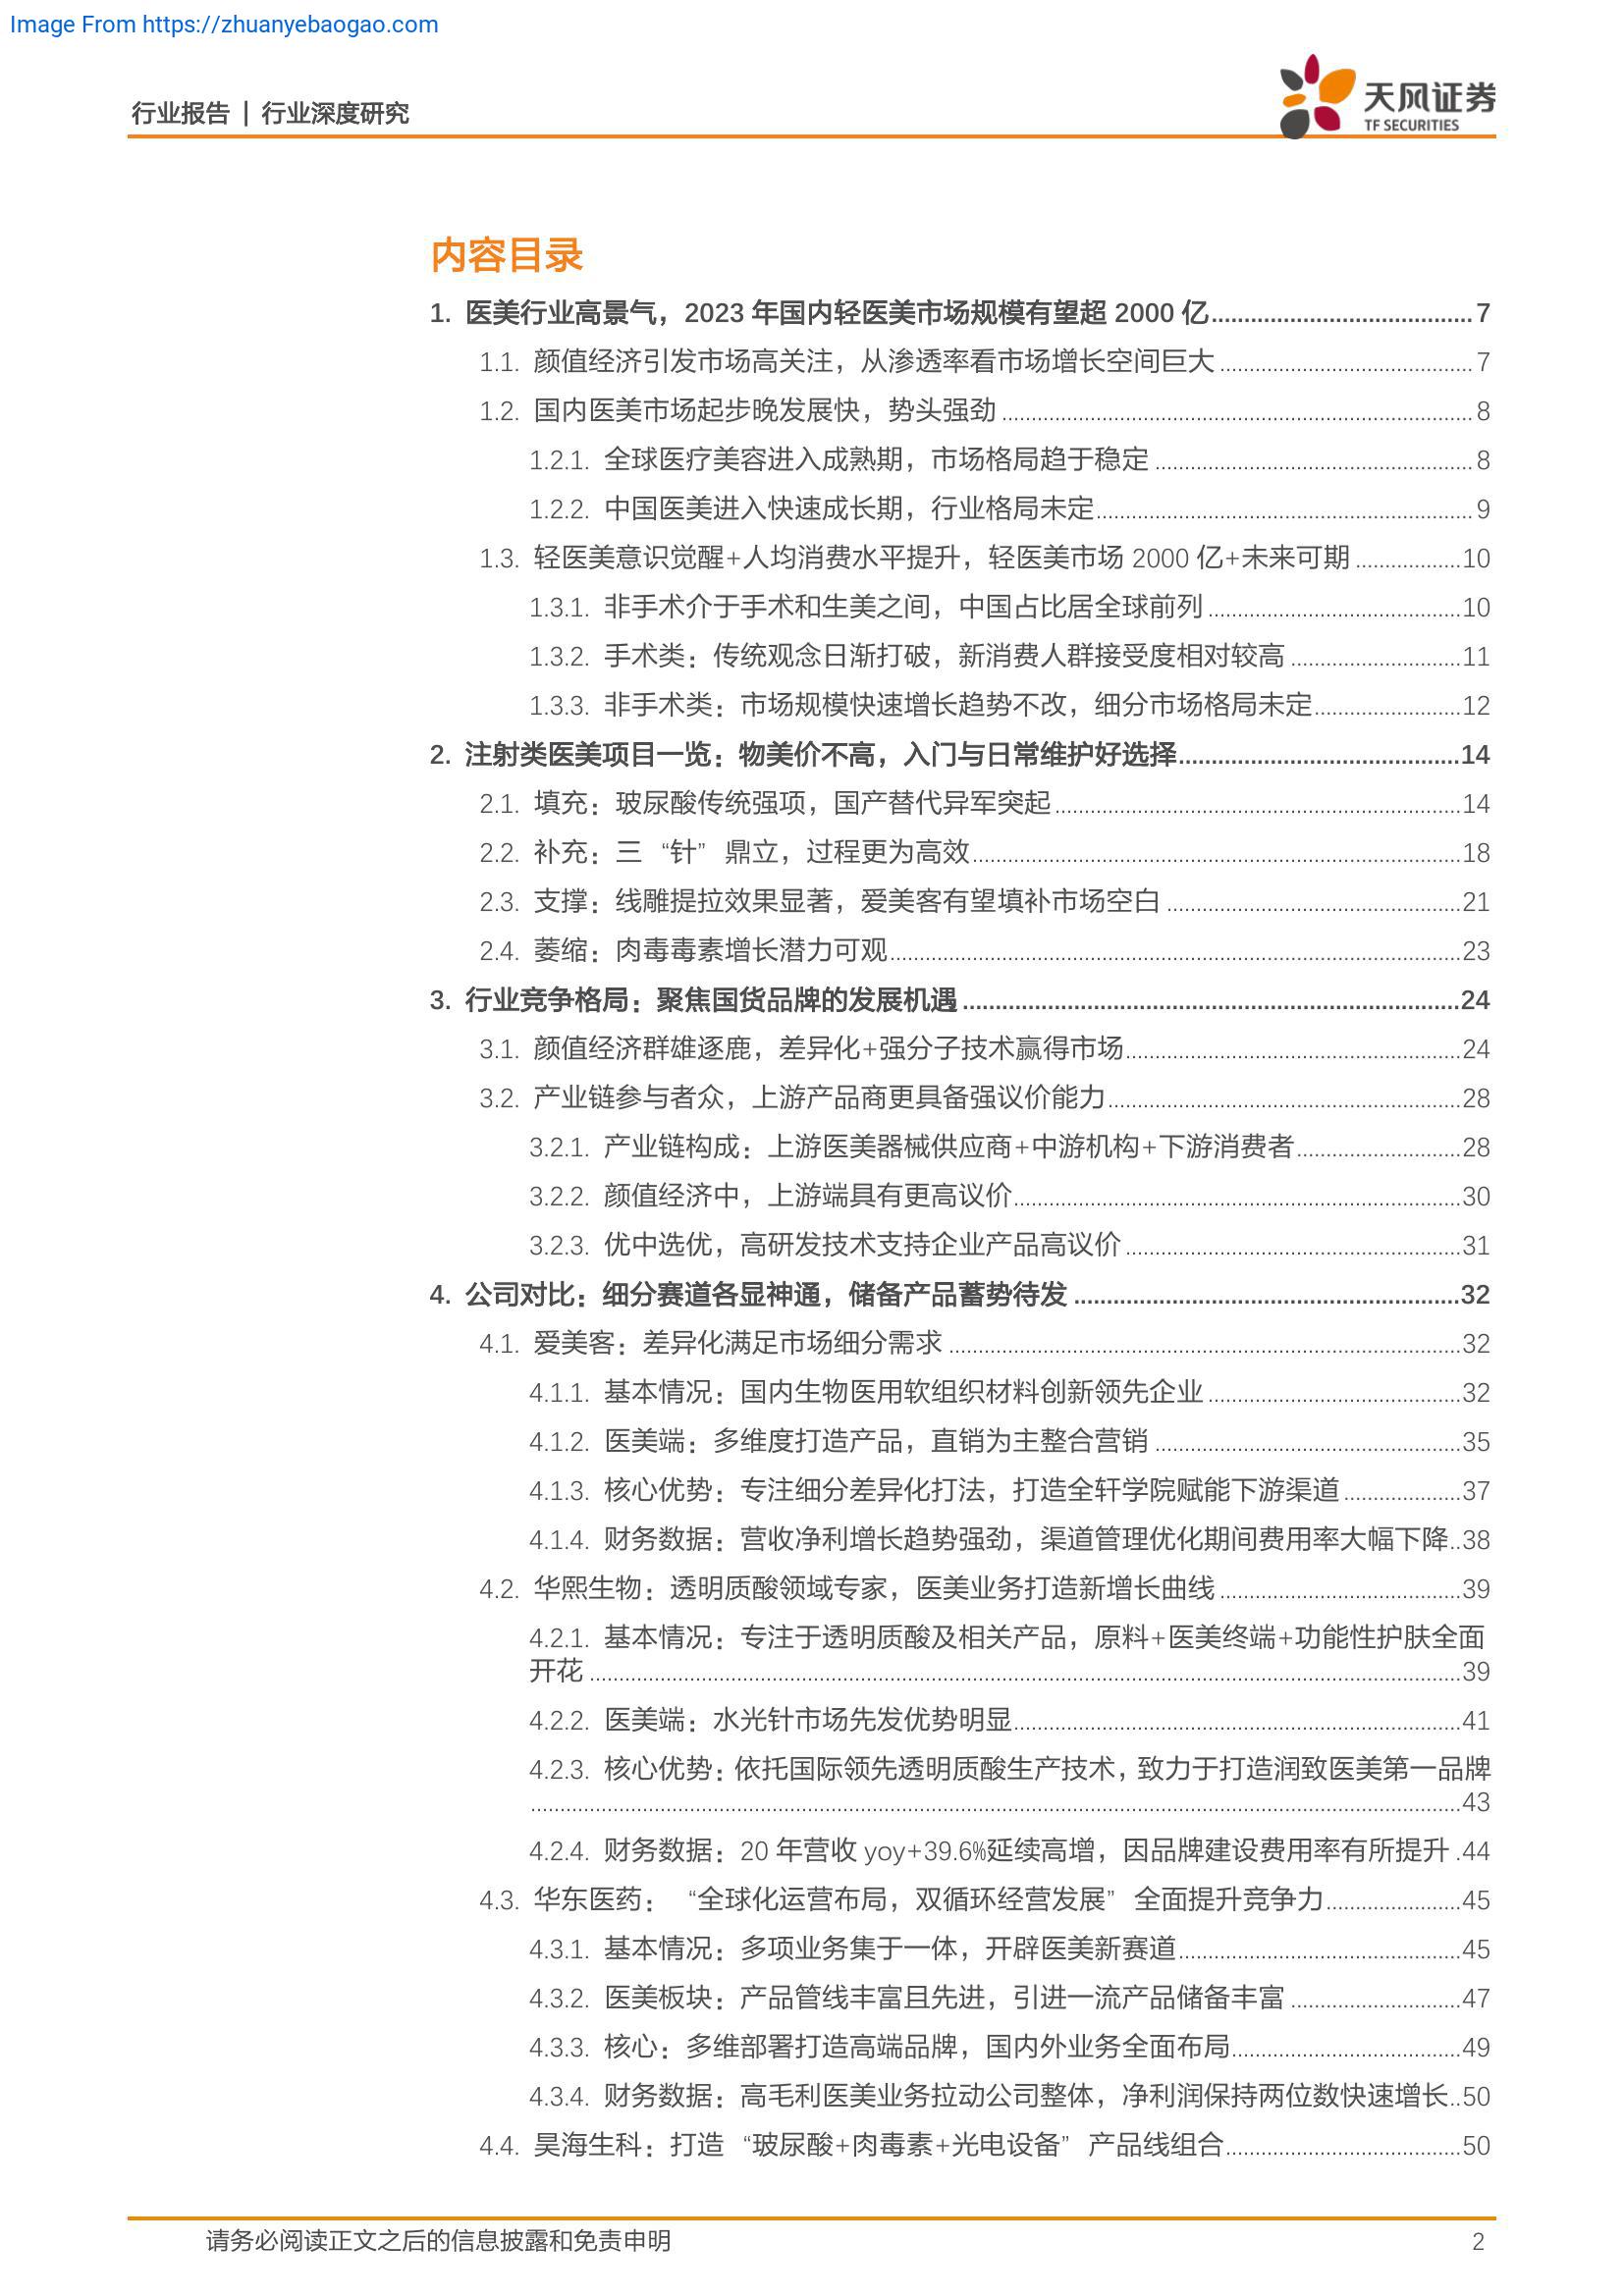 Image From https://zhuanyebaogao.com
行业报告 | 行业深度研究
天风证券
TF SECURITIES
内容目录
1. 医美行业高景气，2023 年国内轻医美市场规模有望超 2000 亿.......................................7
1.1. 颜值经济引发市场高关注，从渗透率看市场增长空间巨大...........................................7
1.2. 国内医美市场起步晚发展快，势头强劲................................................................................8
1.2.1. 全球医疗美容进入成熟期，市场格局趋于稳定......................................................8
1.2.2. 中国医美进入快速成长期，行业格局未定................................................................9
1.3. 轻医美意识觉醒+人均消费水平提升，轻医美市场 2000 亿+未来可期..................10
1.3.1. 非手术介于手术和生美之间，中国占比居全球前列...........................................10
1.3.2. 手术类：传统观念日渐打破，新消费人群接受度相对较高.............................11
1.3.3. 非手术类：市场规模快速增长趋势不改，细分市场格局未定.........................12
2. 注射类医美项目一览：物美价不高，入门与日常维护好选择..........................................14
2.1. 填充：玻尿酸传统强项，国产替代异军突起.....................................................................14
2.2. 补充：三 “针” 鼎立，过程更为高效...................................................................................18
2.3. 支撑：线雕提拉效果显著，爱美客有望填补市场空白..................................................21
2.4. 萎缩：肉毒毒素增长潜力可观.................................................................................................23
3. 行业竞争格局：聚焦国货品牌的发展机遇..........................................................................24
3.1. 颜值经济群雄逐鹿，差异化+强分子技术赢得市场.........................................................24
3.2. 产业链参与者众，上游产品商更具备强议价能力............................................................28
3.2.1. 产业链构成：上游医美器械供应商+中游机构+下游消费者............................28
3.2.2. 颜值经济中，上游端具有更高议价............................................................................30
3.2.3. 优中选优，高研发技术支持企业产品高议价.........................................................31
4. 公司对比：细分赛道各显神通，储备产品蓄势待发.........................................................32
4.1. 爱美客：差异化满足市场细分需求.......................................................................................32
4.1.1. 基本情况：国内生物医用软组织材料创新领先企业...........................................32
4.1.2. 医美端：多维度打造产品，直销为主整合营销....................................................35
4.1.3. 核心优势：专注细分差异化打法，打造全轩学院赋能下游渠道....................37
4.1.4. 财务数据：营收净利增长趋势强劲，渠道管理优化期间费用率大幅下降..38
4.2. 华熙生物：透明质酸领域专家，医美业务打造新增长曲线.........................................39
4.2.1. 基本情况：专注于透明质酸及相关产品，原料+医美终端+功能性护肤全面
开花....................................................................................................................................................39
4.2.2. 医美端：水光针市场先发优势明显............................................................................41
4.2.3. 核心优势：依托国际领先透明质酸生产技术，致力于打造润致医美第一品牌
..............................................................................................................................................................43
4.2.4. 财务数据：20 年营收 yoy+39.6%延续高增，因品牌建设费用率有所提升.44
4.3. 华东医药： “全球化运营布局，双循环经营发展” 全面提升竞争力.......................45
4.3.1. 基本情况：多项业务集于一体，开辟医美新赛道................................................45
4.3.2. 医美板块：产品管线丰富且先进，引进一流产品储备丰富.............................47
4.3.3. 核心：多维部署打造高端品牌，国内外业务全面布局.......................................49
4.3.4. 财务数据：高毛利医美业务拉动公司整体，净利润保持两位数快速增长..50
4.4. 昊海生科：打造 “玻尿酸+肉毒素+光电设备” 产品线组合........................................50
请务必阅读正文之后的信息披露和免责申明
2